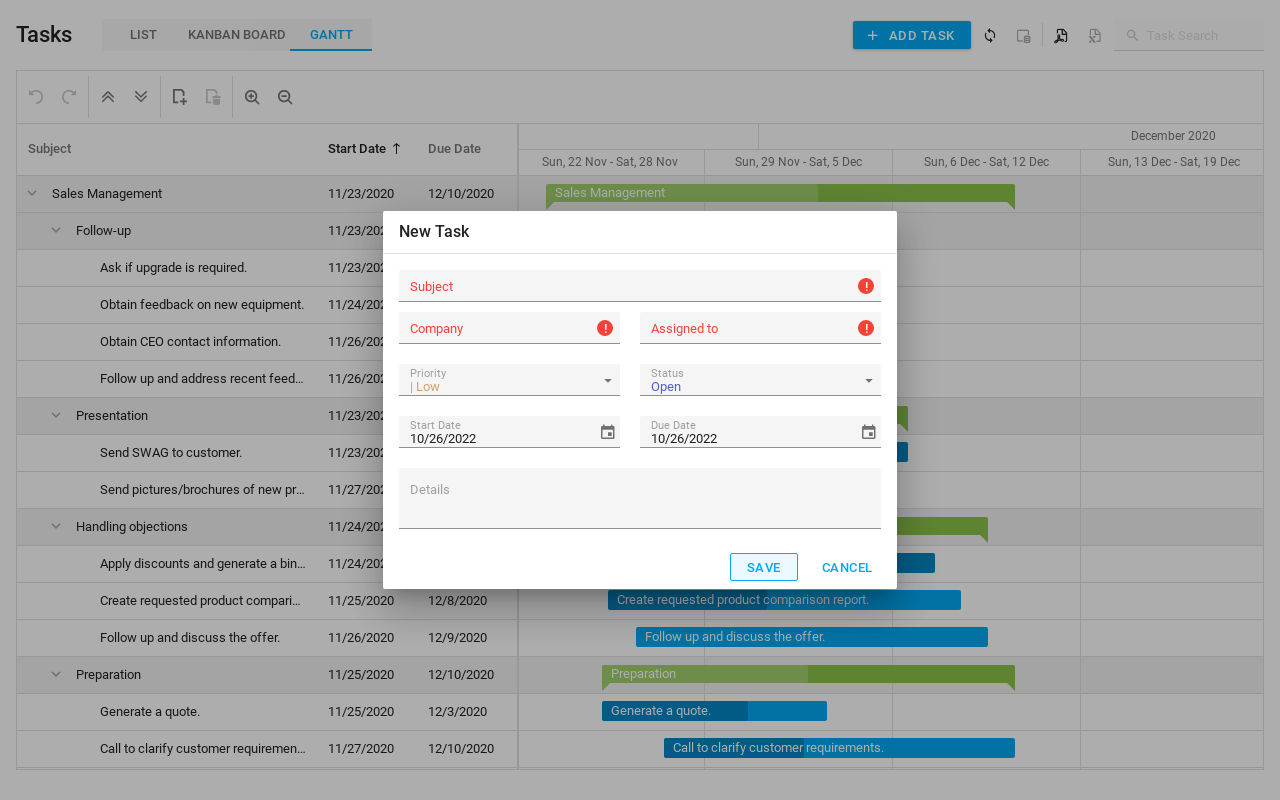 Tasks
LIST
KANBAN BOARD
GANTT
ADD TASK
Task Search
Subject
Start Date
Due Date
December 2020
Sun, 22 Nov - Sat, 28 Nov
Sun, 29 Nov - Sat, 5 Dec
Sun, 6 Dec - Sat, 12 Dec
Sun, 13 Dec - Sat, 19 Dec
Sales Management 11/23/2020 12/10/2020 Sales Management
Follow-up 11/23/202
Ask if upgrade is required. 11/23/202
Obtain feedback on new equipment. 11/24/202
Obtain CEO contact information. 11/26/202
Follow up and address recent feed... 11/26/202
Presentation 11/23/202
Send SWAG to customer. 11/23/202
Send pictures/brochures of new pr... 11/27/202
Handling objections 11/24/202
Apply discounts and generate a bin... 11/24/202
Create requested product compari... 11/25/2020 12/8/2020 Create requested product comparison report.
Follow up and discuss the offer. 11/26/2020 12/9/2020 Follow up and discuss the offer.
Preparation 11/25/2020 12/10/2020 Preparation
Generate a quote. 11/25/2020 12/3/2020 Generate a quote.
Call to clarify customer requiremen... 11/27/2020 12/10/2020 Call to clarify customer requirements.
New Task
Subject
Company
Assigned to
Priority
| Low
Status
Open
Start Date
10/26/2022
Due Date
10/26/2022
Details
SAVE
CANCEL